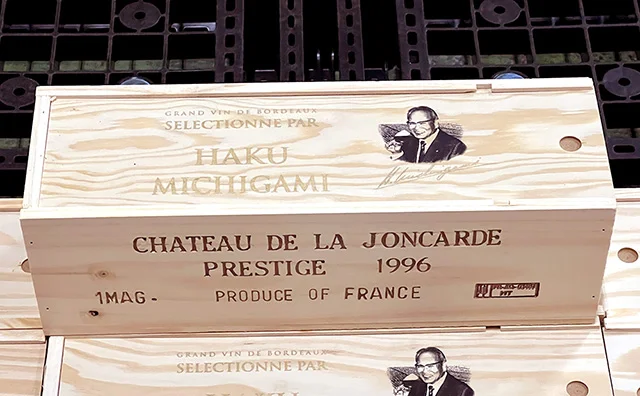 GRAND VIN DE BORDEAUX
SELECTIONNE PAR
HAKU
MICHIGAMI
CHATEAU DE LA JONCARDE
PRESTIGE 1996
1MAG- PRODUCE OF FRANCE
GRAND VIN DE BORDEAUX
SELECTIONNE PAR